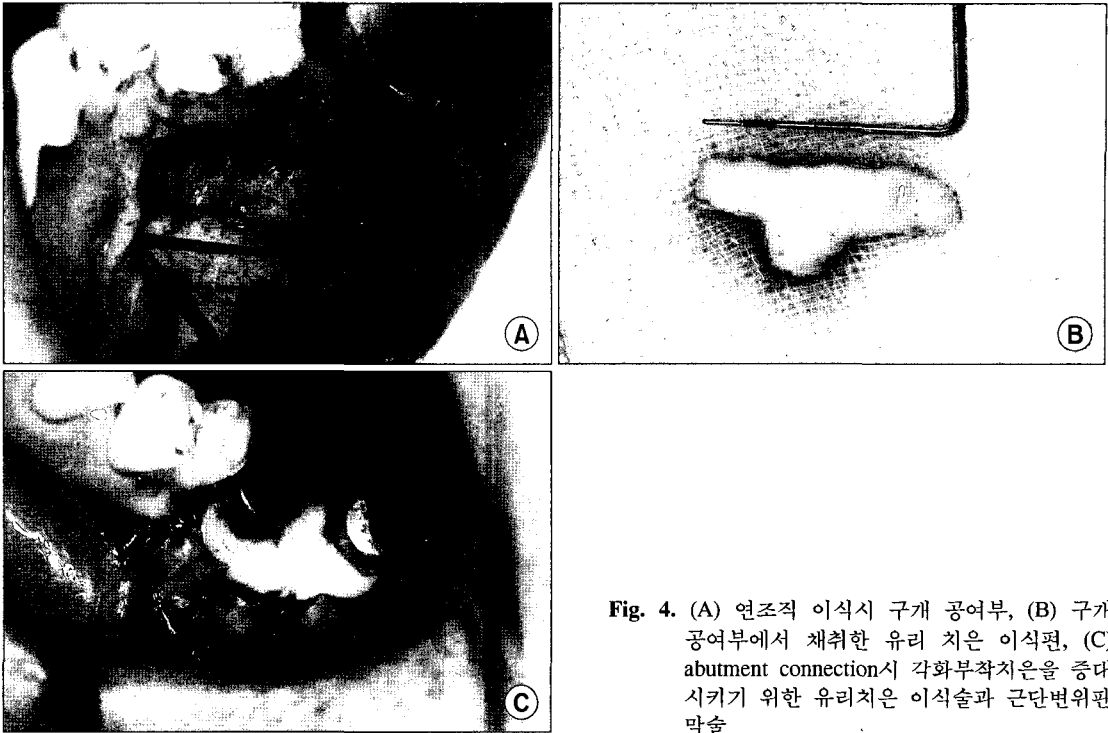 A
B
C
Fig. 4. (A) 연조직 이식시 구개 공여부, (B) 구개
공여부에서 채취한 유리 치은 이식편, (C)
abutment connection시 각화부착치은을 증대
시키기 위한 유리치은 이식술과 근단변위판
막술